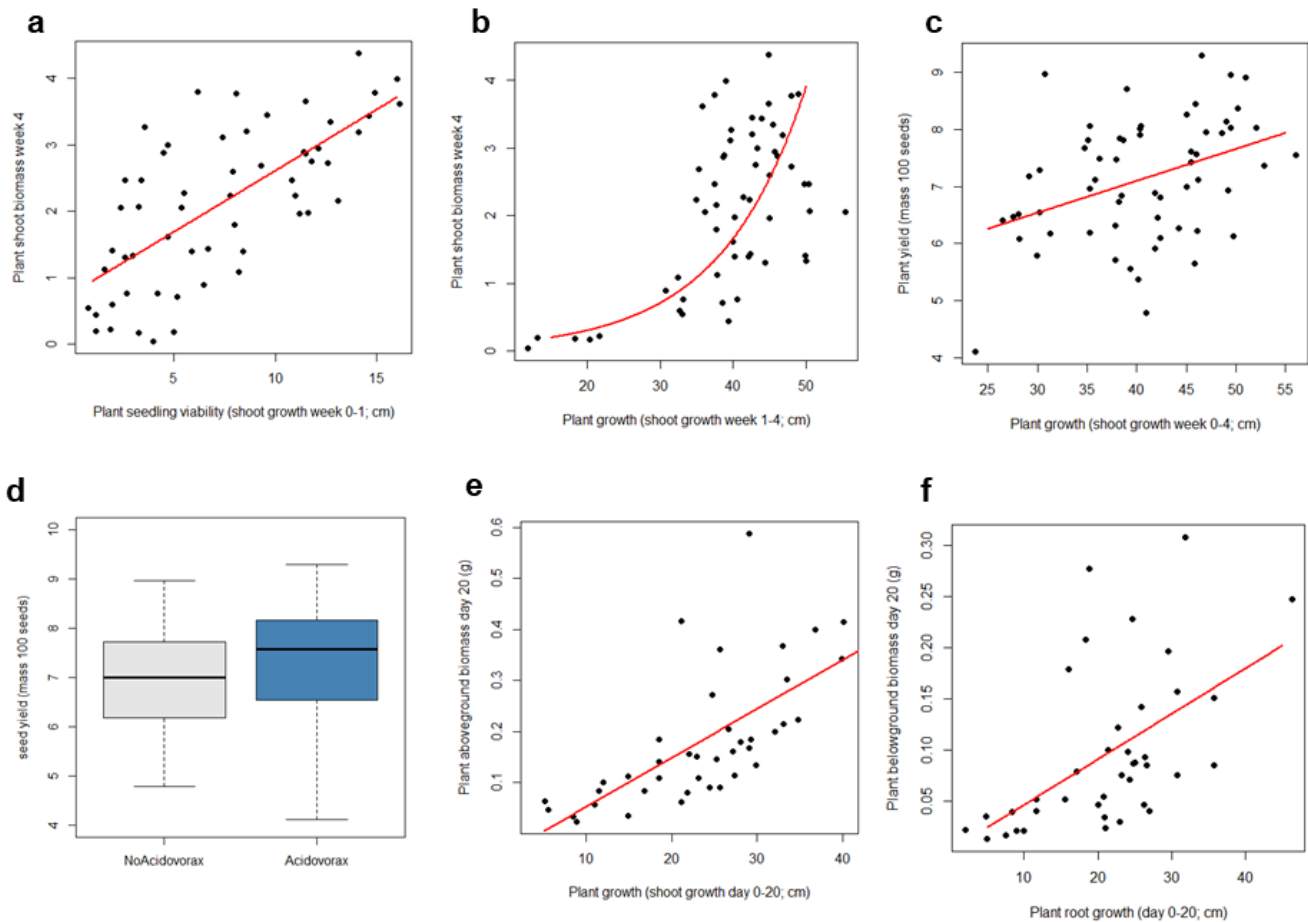 a
Plant shoot biomass week 4
4
3
2
1
0
5 10 15
Plant seedling viability (shoot growth week 0-1; cm)
b
Plant shoot biomass week 4
4
3
2
1
0
20 30 40 50
Plant growth (shoot growth week 1-4; cm)
c
Plant yield (mass 100 seeds)
9
8
7
6
5
4
25 30 35 40 45 50 55
Plant growth (shoot growth week 0-4; cm)
d
seed yield (mass 100 seeds)
10
9
8
7
6
5
4
NoAcidovorax Acidovorax
e
Plant aboveground biomass day 20 (g)
0.6
0.5
0.4
0.3
0.2
0.1
10 20 30 40
Plant growth (shoot growth day 0-20; cm)
f
Plant belowground biomass day 20 (g)
0.30
0.25
0.20
0.15
0.10
0.05
10 20 30 40
Plant root growth (day 0-20; cm)